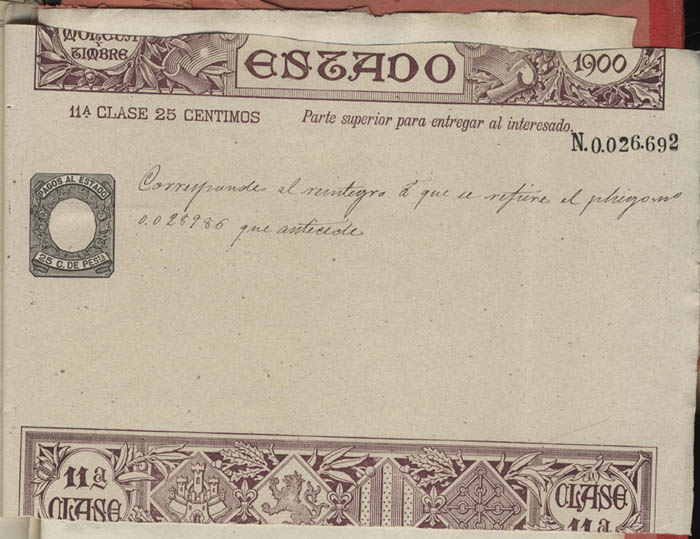 TIMBRE
ESTADO
1900
11ª CLASE 25 CENTIMOS
Parte superior para entregar al interesado.
N.0.026.692
PAGOS AL ESTADO
25 C. DE PESTA
Corresponde al reintegro á que se refiere el pliego nº
0.028986 que antecede
11ª
CLASE
CLASE
11ª